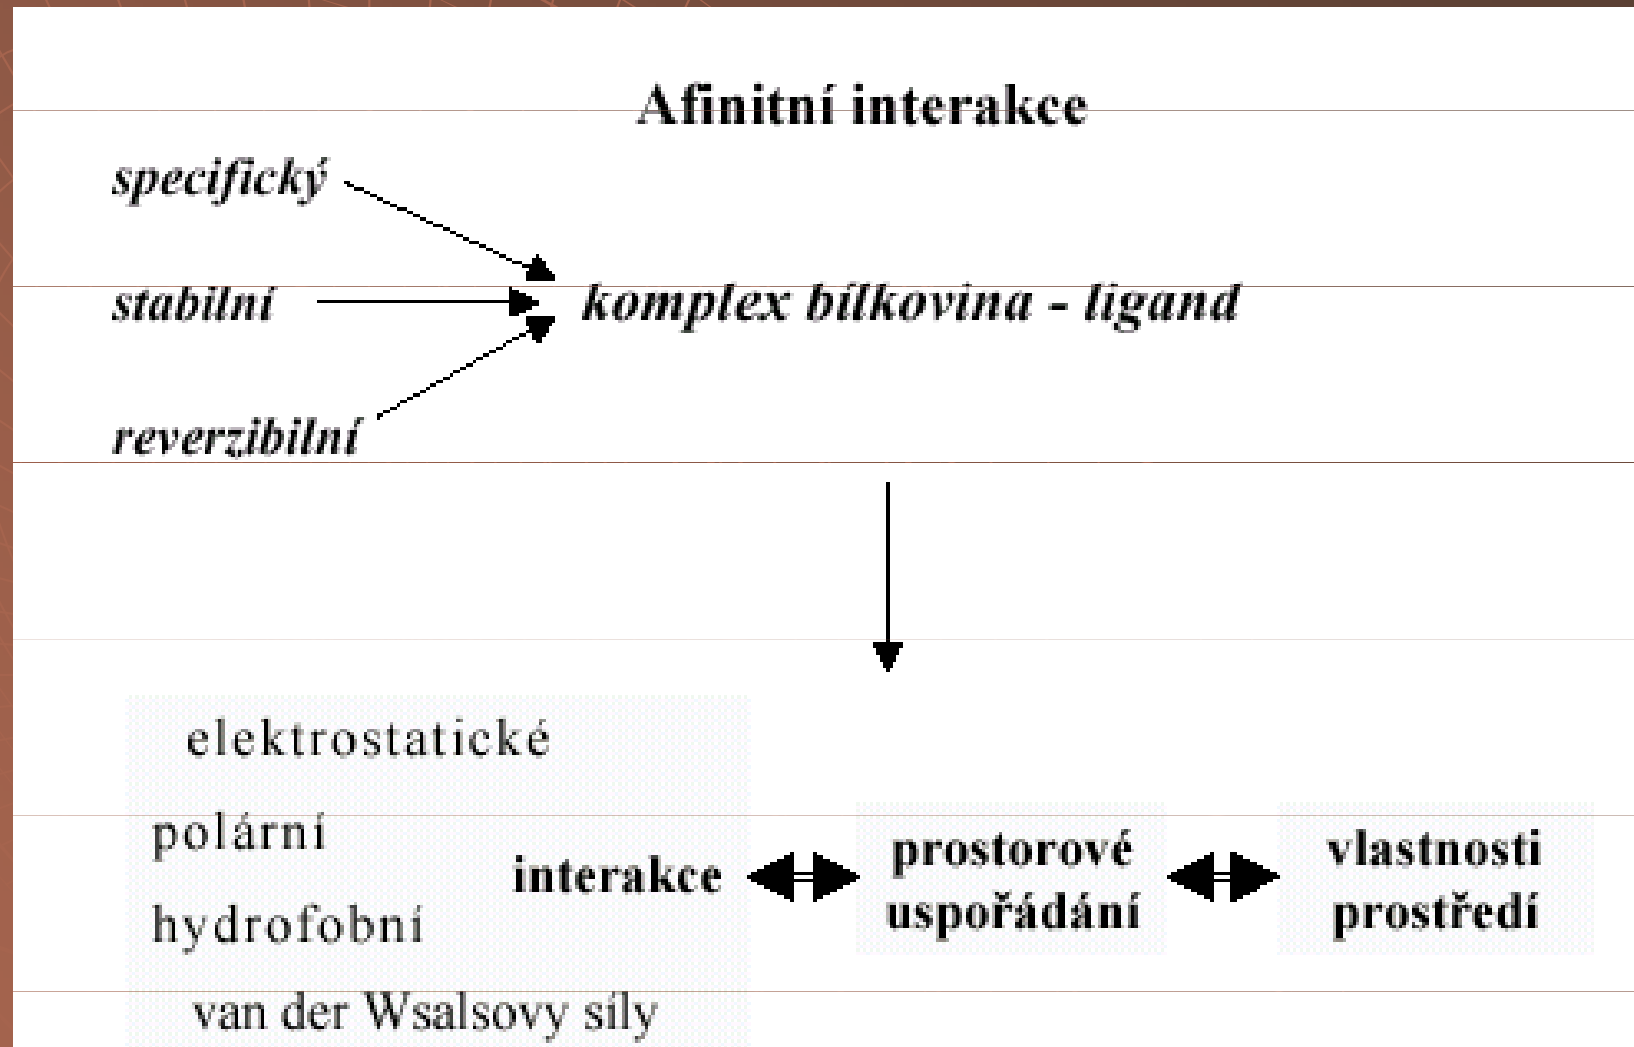 Afinitní interakce
specifický
stabilní
komplex bílkovina - ligand
reverzibilní
elektrostatické
polární
hydrofobní
interakce
van der Wsalsovy síly
prostorové
uspořádání
vlastnosti
prostředí